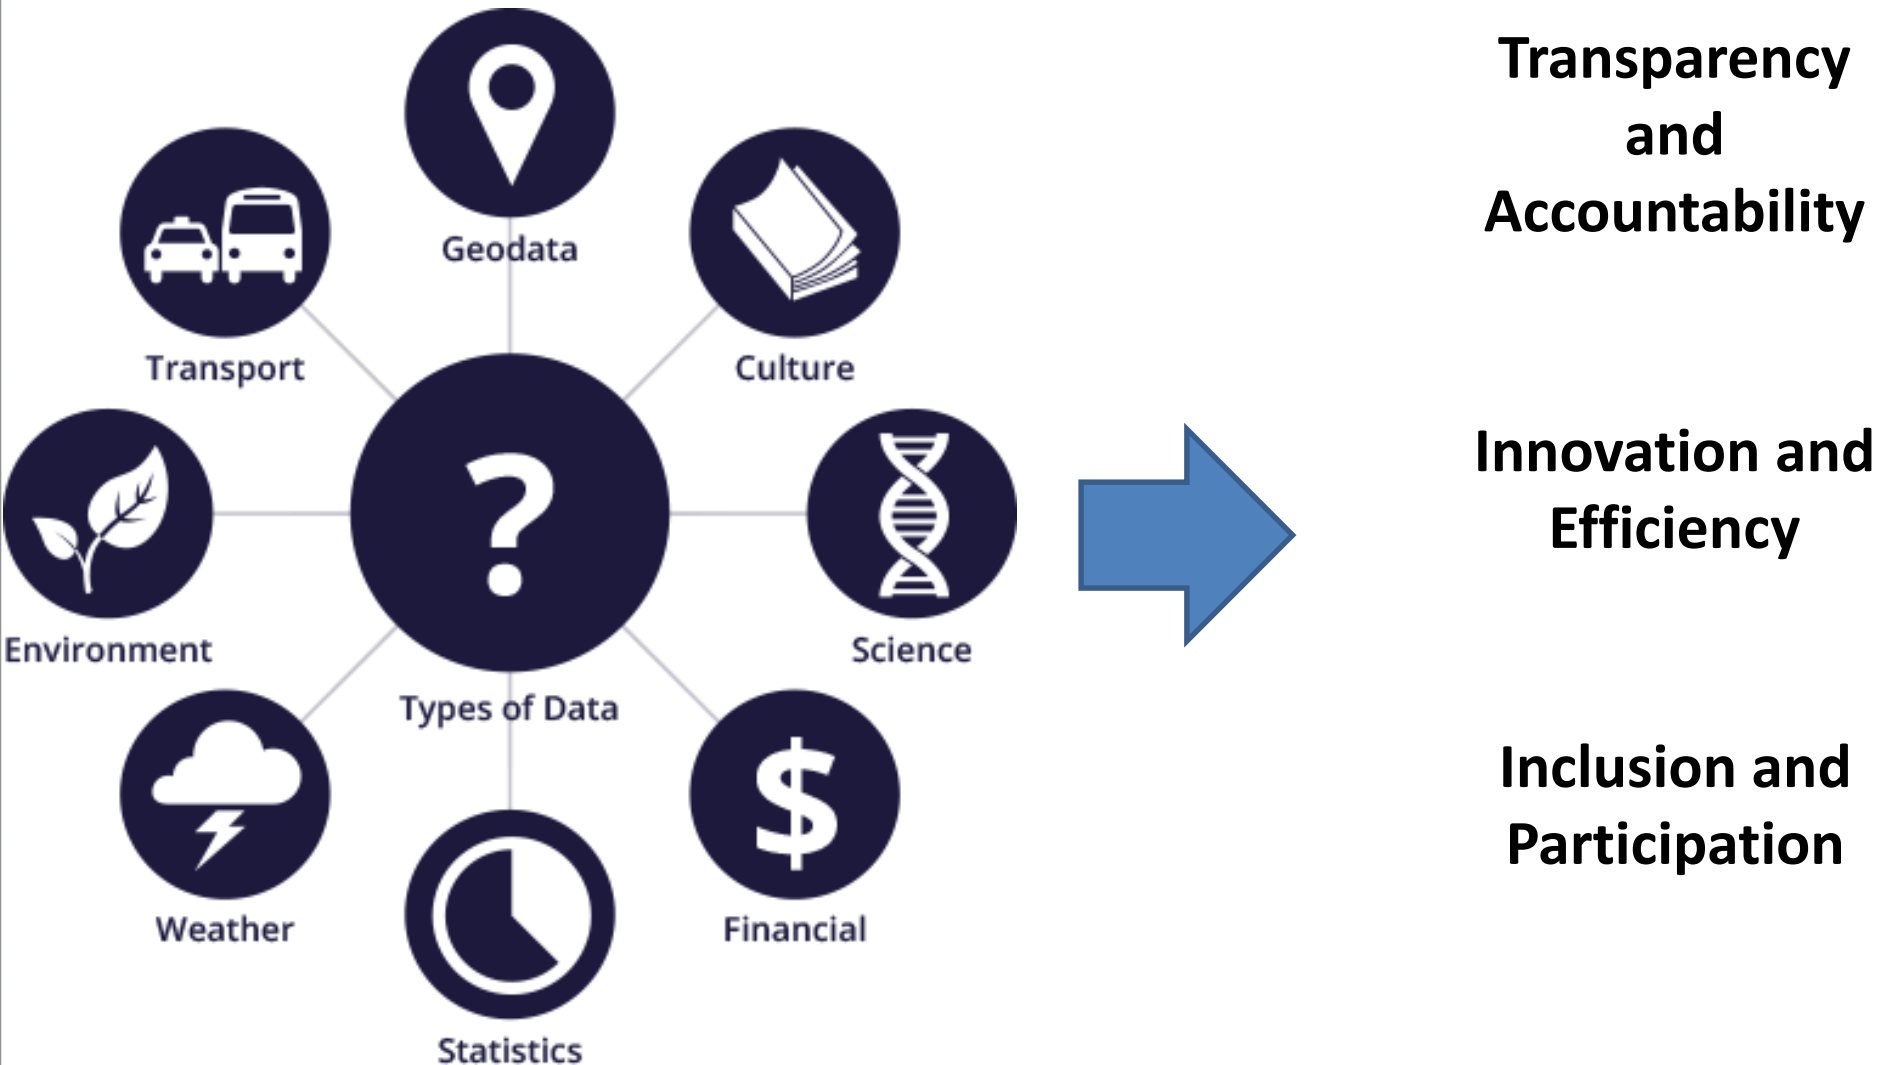 Geodata
Culture
Transport
Science
Environment
?
Types of Data
$
Financial
Weather
Statistics
Transparency
and
Accountability
Innovation and
Efficiency
Inclusion and
Participation